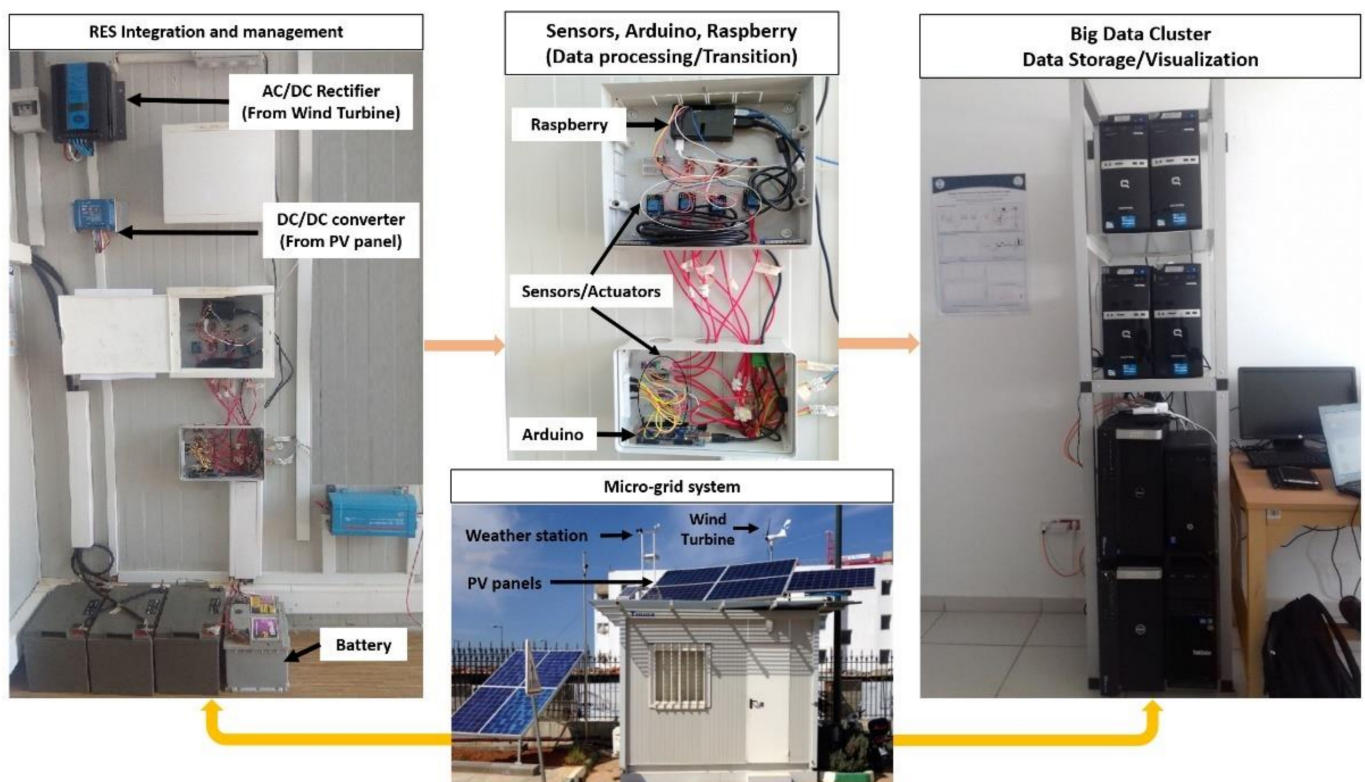 RES Integration and management
AC/DC Rectifier
(From Wind Turbine)
DC/DC converter
(From PV panel)
Battery
Sensors, Arduino, Raspberry
(Data processing/Transition)
Raspberry
Sensors/Actuators
Arduino
Micro-grid system
Weather station
Wind
Turbine
PV panels
Big Data Cluster
Data Storage/Visualization